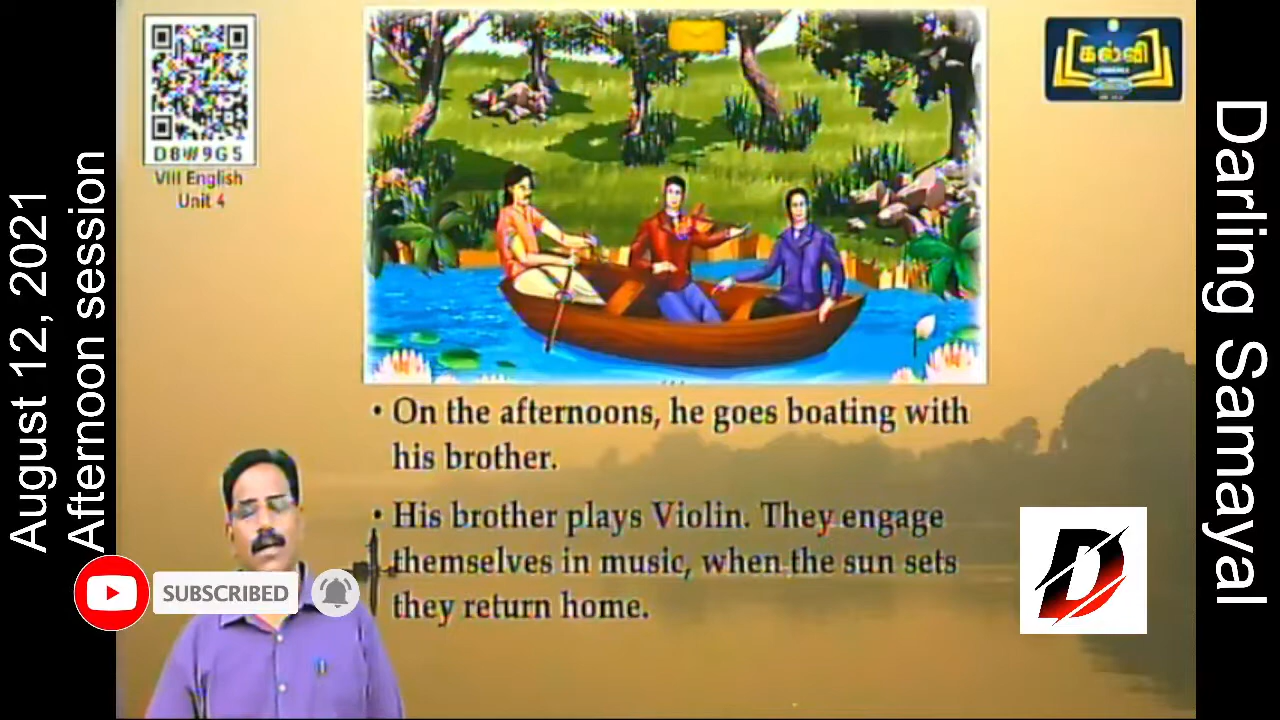 August 12, 2021
Afternoon session
D8W9G5
VIII English
Unit 4
கல்வி
• On the afternoons, he goes boating with
his brother.
• His brother plays Violin. They engage
themselves in music, when the sun sets
they return home.
SUBSCRIBED
D
Darling Samayal